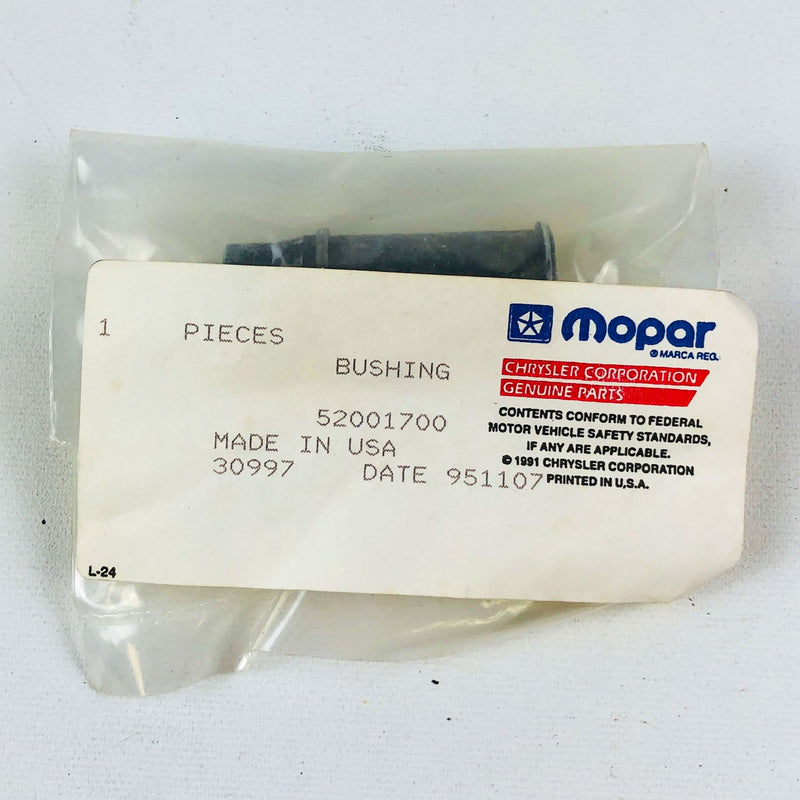 1 PIECES
BUSHING
52001700
MADE IN USA
30997 DATE 951107
mopar
® MARCA REG.
CHRYSLER CORPORATION
GENUINE PARTS
CONTENTS CONFORM TO FEDERAL
MOTOR VEHICLE SAFETY STANDARDS,
IF ANY ARE APPLICABLE.
© 1991 CHRYSLER CORPORATION
PRINTED IN U.S.A.
L-24